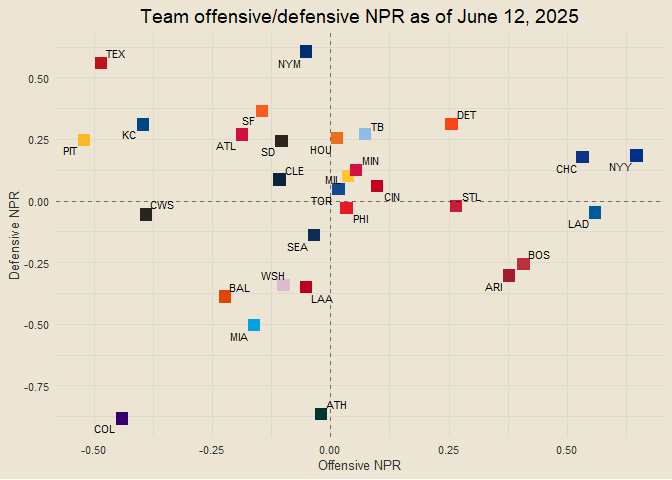 Team offensive/defensive NPR as of June 12, 2025
TEX
NYM
0.50
SF
TB
DET
KC
PIT
ATL
SD
HOU
0.25
CLE
MIL
MIN
CHC
NYY
CWS
TOR
CIN
STL
0.00
PHI
LAD
SEA
BOS
-0.25
WSH
BAL
LAA
ARI
MIA
-0.50
-0.75
ATH
COL
Defensive NPR
-0.50
-0.25
0.00
0.25
0.50
Offensive NPR